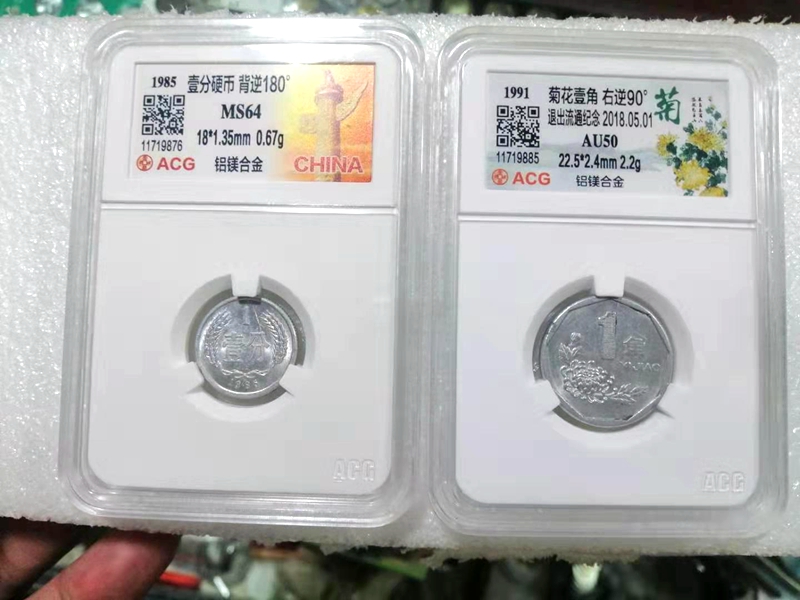 1985 壹分硬币 背逆180°
MS64
18*1.35mm 0.67g
11719876
ACG
铝镁合金
CHINA
ACG
壹分
1991 菊花壹角 右逆90°
退出流通纪念 2018.05.01
AU50
22.5*2.4mm 2.2g
11719885
ACG
铝镁合金
菊
1角
YI JIAO
ACG